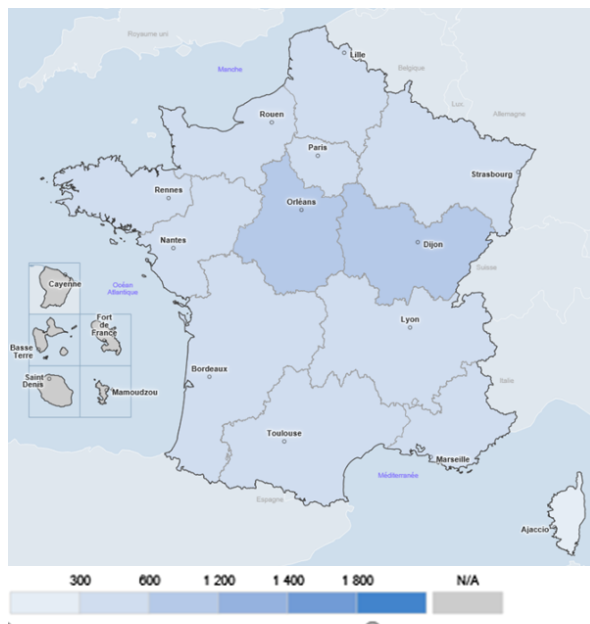 Royaume uni
Lille
Manche
Belgique
Lux.
Allemagne
Rouen
Paris
Strasbourg
Rennes
Orléans
Nantes
Dijon
Suisse
Cayenne
Océan
Atlantique
Fort
de
France
Basse
Terre
Lyon
Saint
Denis
Mamoudzou
Bordeaux
Italie
Toulouse
Marseille
Méditerranée
Espagne
Ajaccio
300 600 1 200 1 400 1 800 N/A